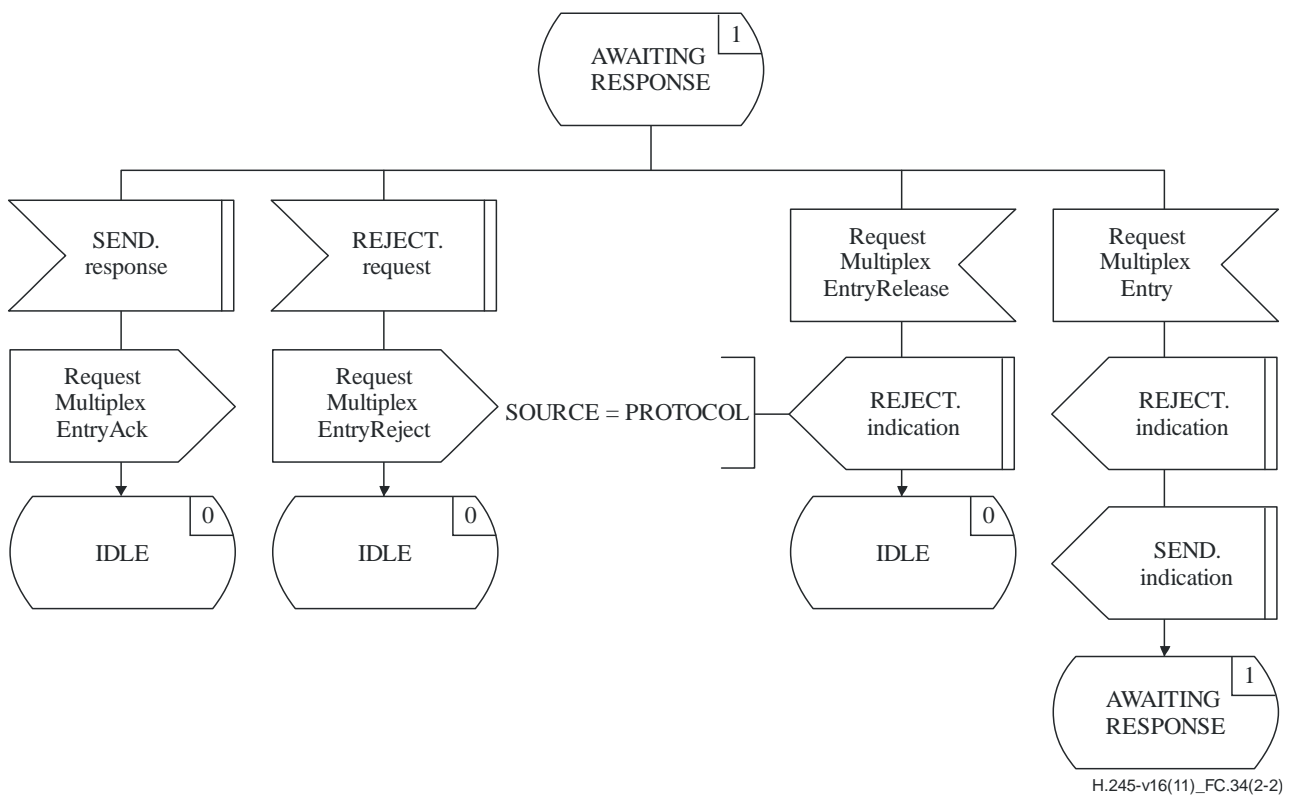 1
AWAITING
RESPONSE
SEND.
response
REJECT.
request
Request
Multiplex
EntryRelease
Request
Multiplex
Entry
Request
Multiplex
EntryAck
Request
Multiplex
EntryReject
SOURCE = PROTOCOL
REJECT.
indication
REJECT.
indication
0
IDLE
0
IDLE
0
IDLE
SEND.
indication
1
AWAITING
RESPONSE
H.245-v16(11)_FC.34(2-2)